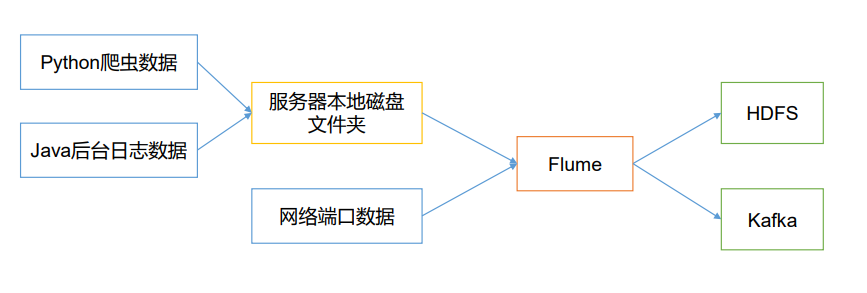 Python爬虫数据
Java后台日志数据
服务器本地磁盘
文件夹
网络端口数据
Flume
HDFS
Kafka